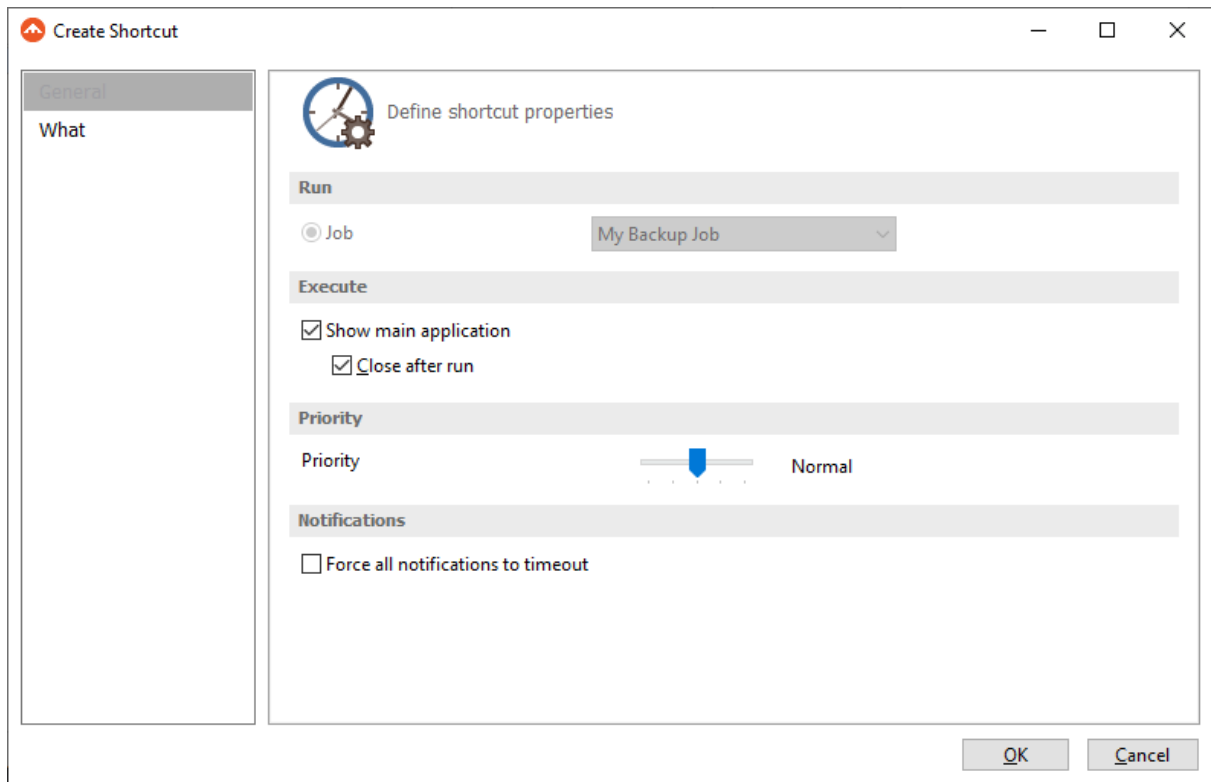 Create Shortcut
General
What
Define shortcut properties
Run
Job My Backup Job
Execute
Show main application
Close after run
Priority
Priority Normal
Notifications
Force all notifications to timeout
OK Cancel